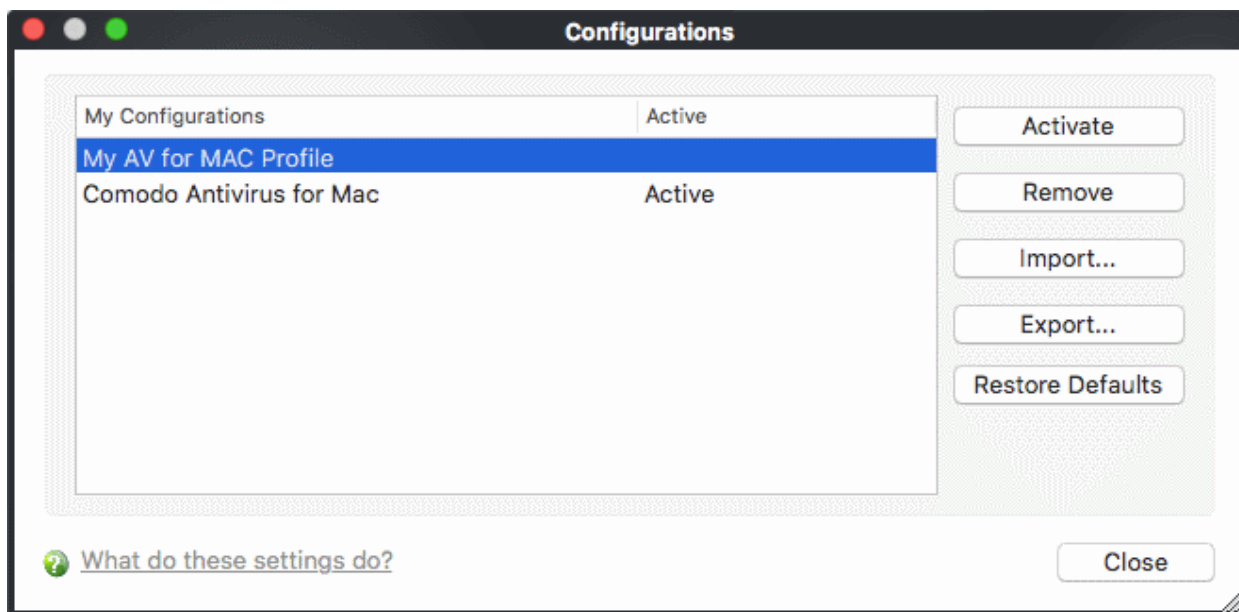 Configurations
My Configurations Active
My AV for MAC Profile
Comodo Antivirus for Mac Active
Activate
Remove
Import...
Export...
Restore Defaults
What do these settings do?
Close